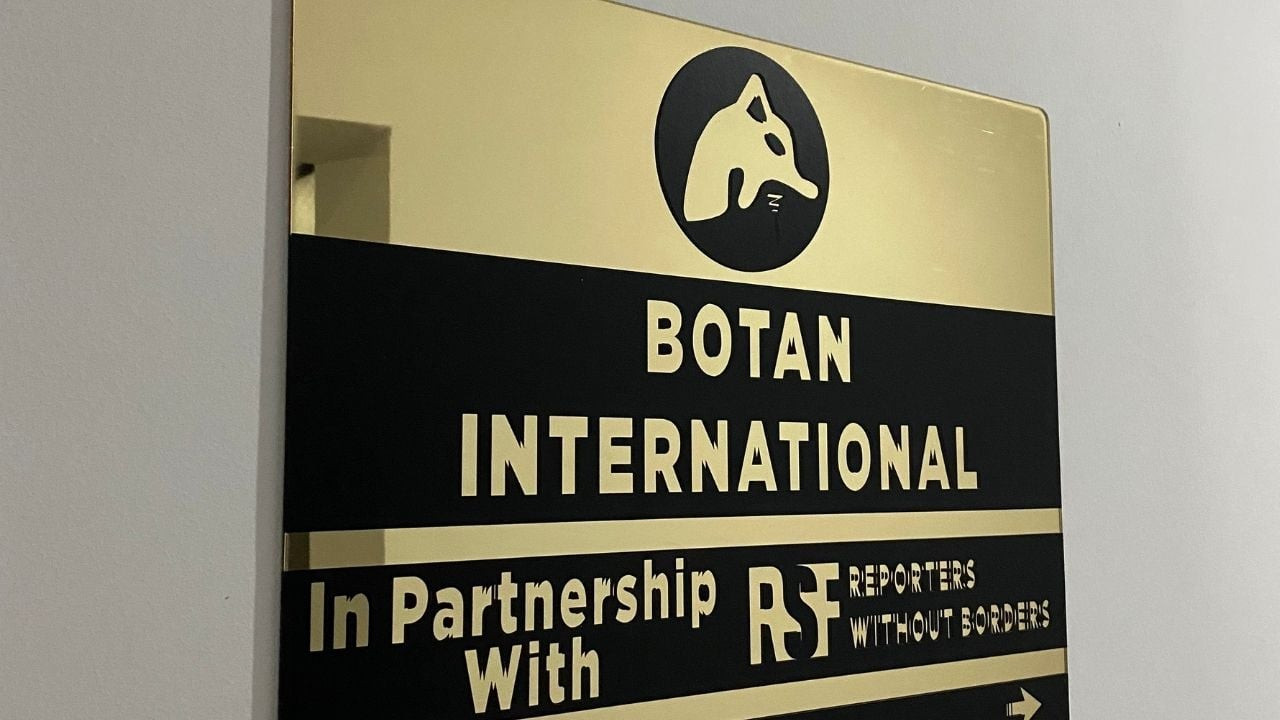 BOTAN
INTERNATIONAL
In Partnership
With
RSF REPORTERS
WITHOUT BORDERS